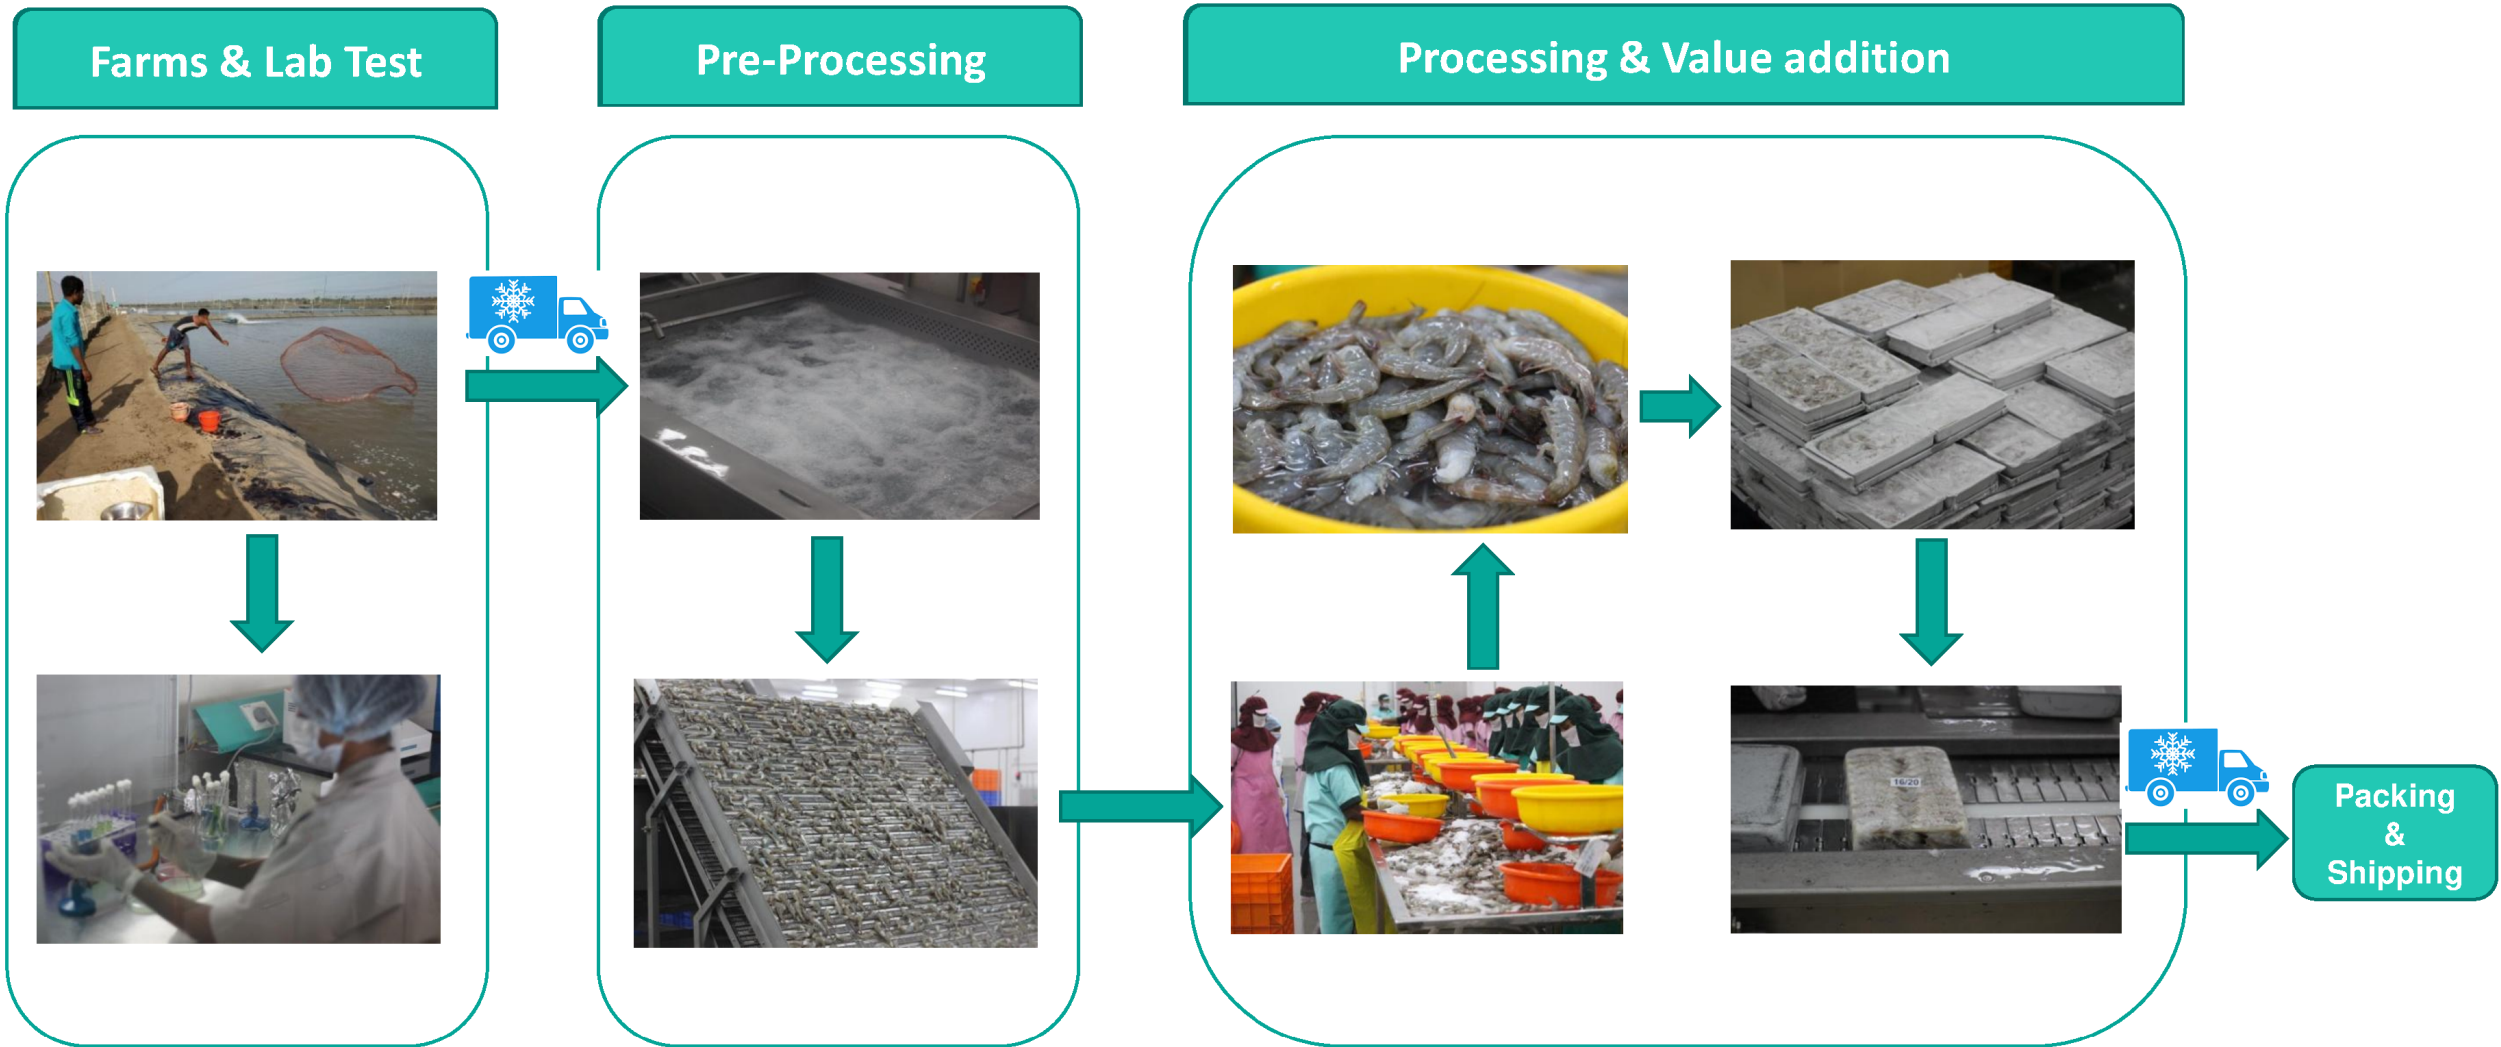 Farms & Lab Test
Pre-Processing
Processing & Value addition
16/20
Packing
&
Shipping